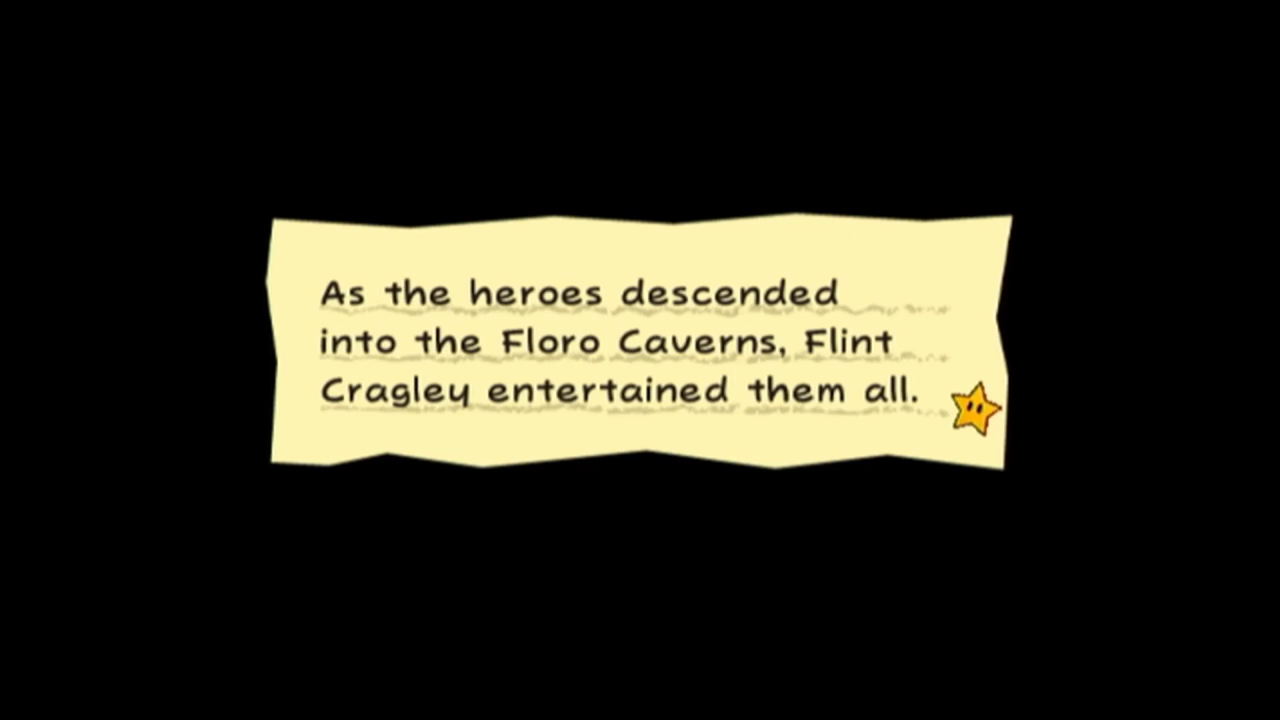 As the heroes descended
into the Floro Caverns, Flint
Cragley entertained them all.